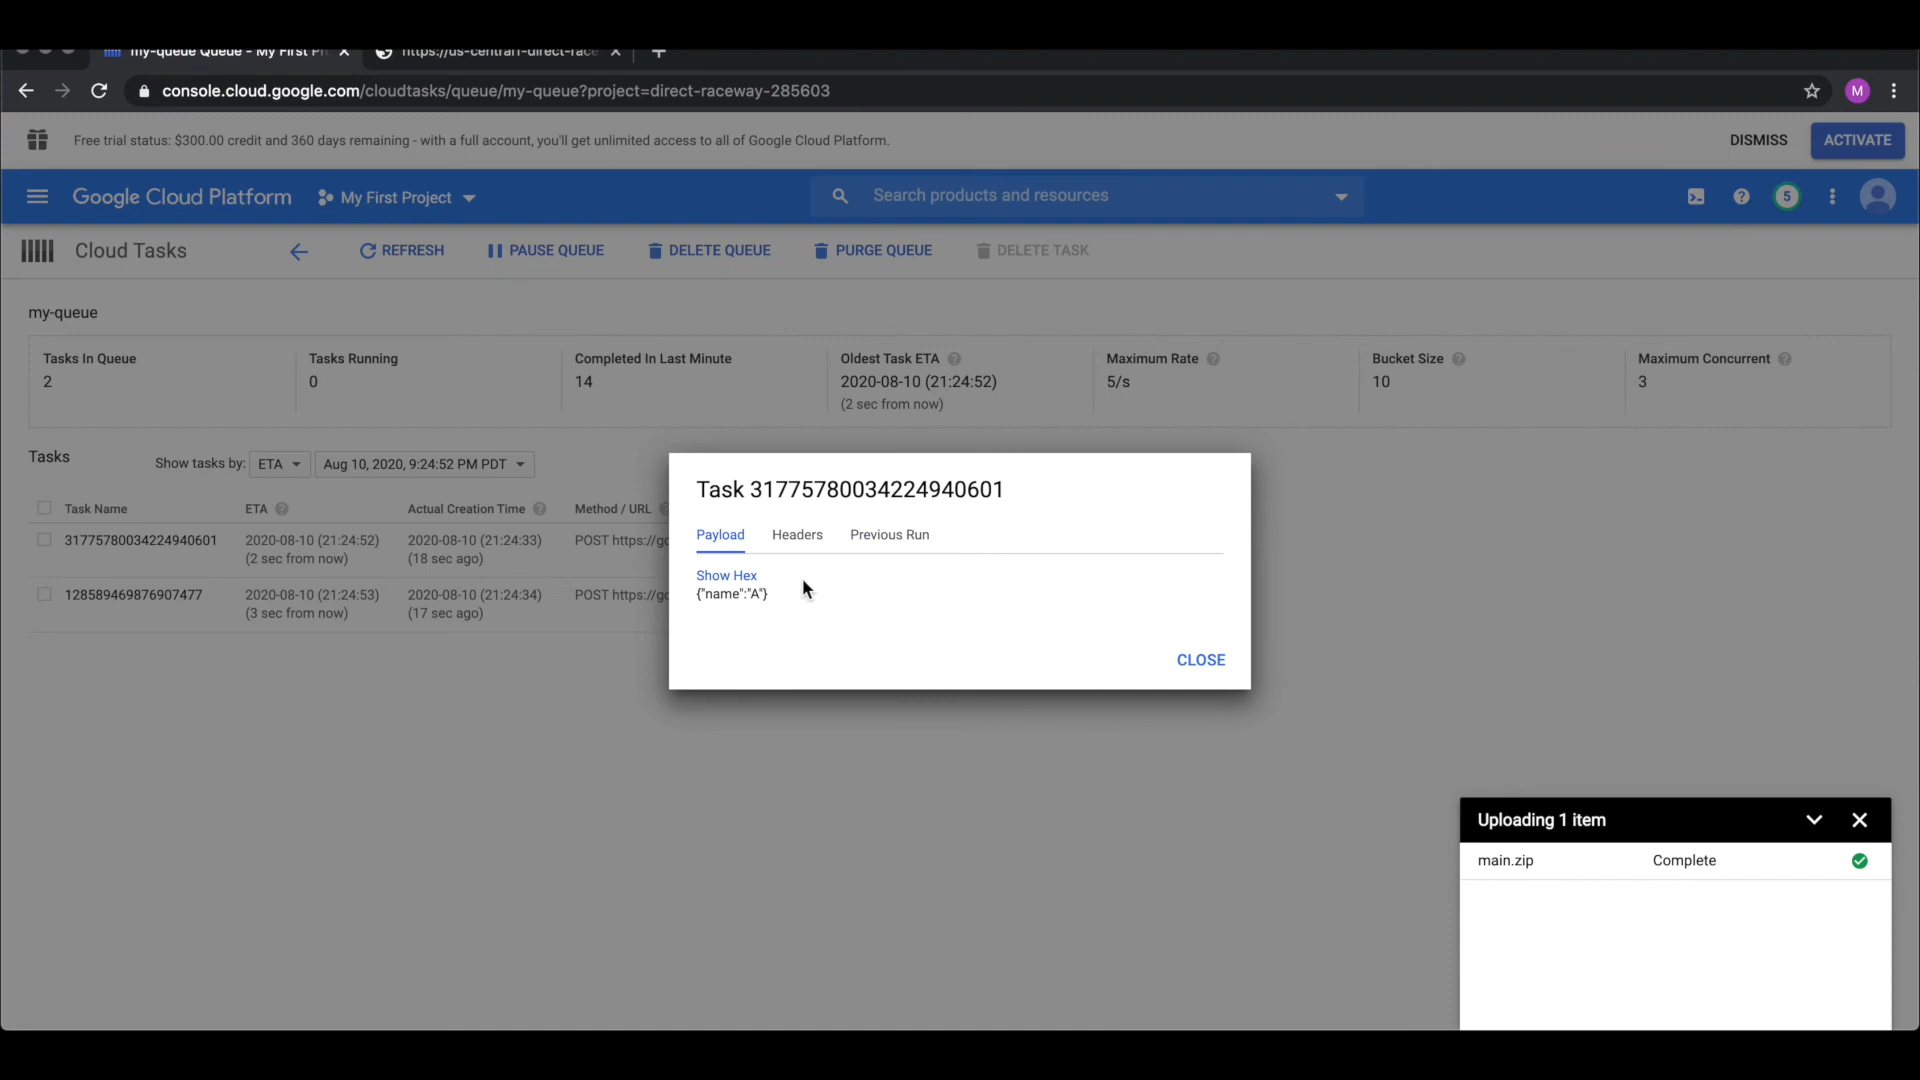 my-queue Queue - My First Pr
https://us-central1-direct-race
console.cloud.google.com/cloudtasks/queue/my-queue?project=direct-raceway-285603
M
Free trial status: $300.00 credit and 360 days remaining - with a full account, you'll get unlimited access to all of Google Cloud Platform.
DISMISS
ACTIVATE
Google Cloud Platform
My First Project
Search products and resources
5
Cloud Tasks
REFRESH
PAUSE QUEUE
DELETE QUEUE
PURGE QUEUE
DELETE TASK
my-queue
Tasks In Queue
2
Tasks Running
0
Completed In Last Minute
14
Oldest Task ETA
2020-08-10 (21:24:52)
(2 sec from now)
Maximum Rate
5/s
Bucket Size
10
Maximum Concurrent
3
Tasks
Show tasks by:
ETA
Aug 10, 2020, 9:24:52 PM PDT
Task Name
ETA
Actual Creation Time
Method / URL
31775780034224940601
2020-08-10 (21:24:52)
(2 sec from now)
2020-08-10 (21:24:33)
(18 sec ago)
POST https://go
128589469876907477
2020-08-10 (21:24:53)
(3 sec from now)
2020-08-10 (21:24:34)
(17 sec ago)
POST https://go
Task 31775780034224940601
Payload
Headers
Previous Run
Show Hex
{"name":"A"}
CLOSE
Uploading 1 item
main.zip
Complete